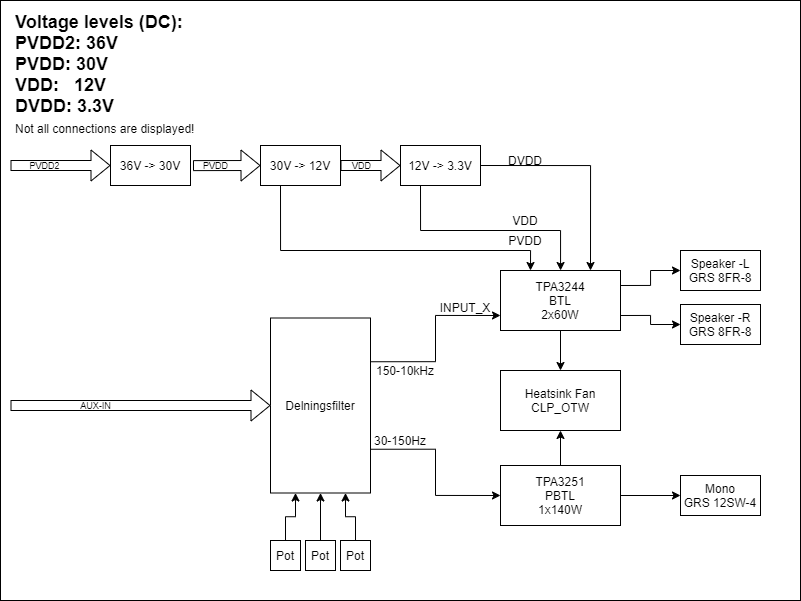 Voltage levels (DC):
PVDD2: 36V
PVDD: 30V
VDD: 12V
DVDD: 3.3V
Not all connections are displayed!
PVDD2
36V -> 30V
PVDD
30V -> 12V
VDD
12V -> 3.3V
DVDD
VDD
PVDD
TPA3244
BTL
2x60W
Speaker -L
GRS 8FR-8
Speaker -R
GRS 8FR-8
INPUT_X
150-10kHz
Heatsink Fan
CLP_OTW
AUX-IN
Delningsfilter
30-150Hz
TPA3251
PBTL
1x140W
Mono
GRS 12SW-4
Pot
Pot
Pot